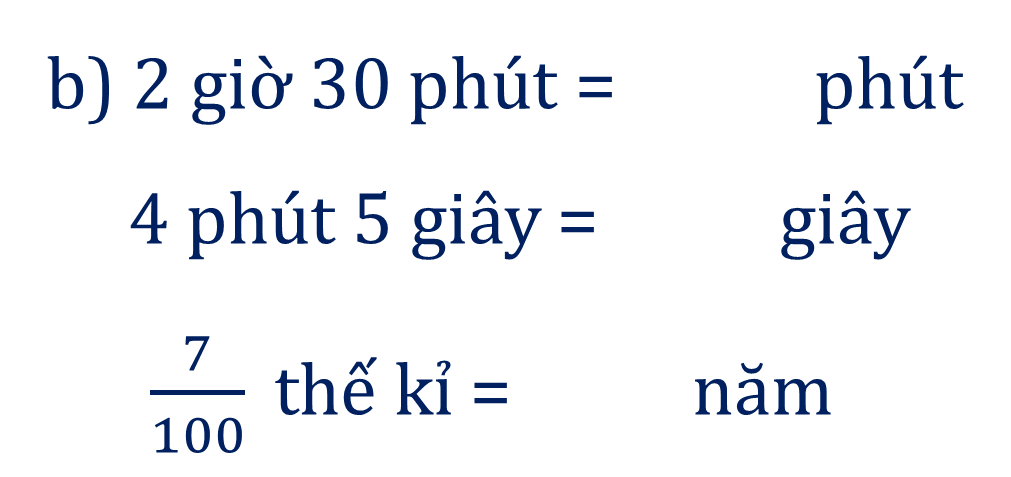 b) 2 giờ 30 phút = phút
4 phút 5 giây = giây
7/100 thế kỉ = năm